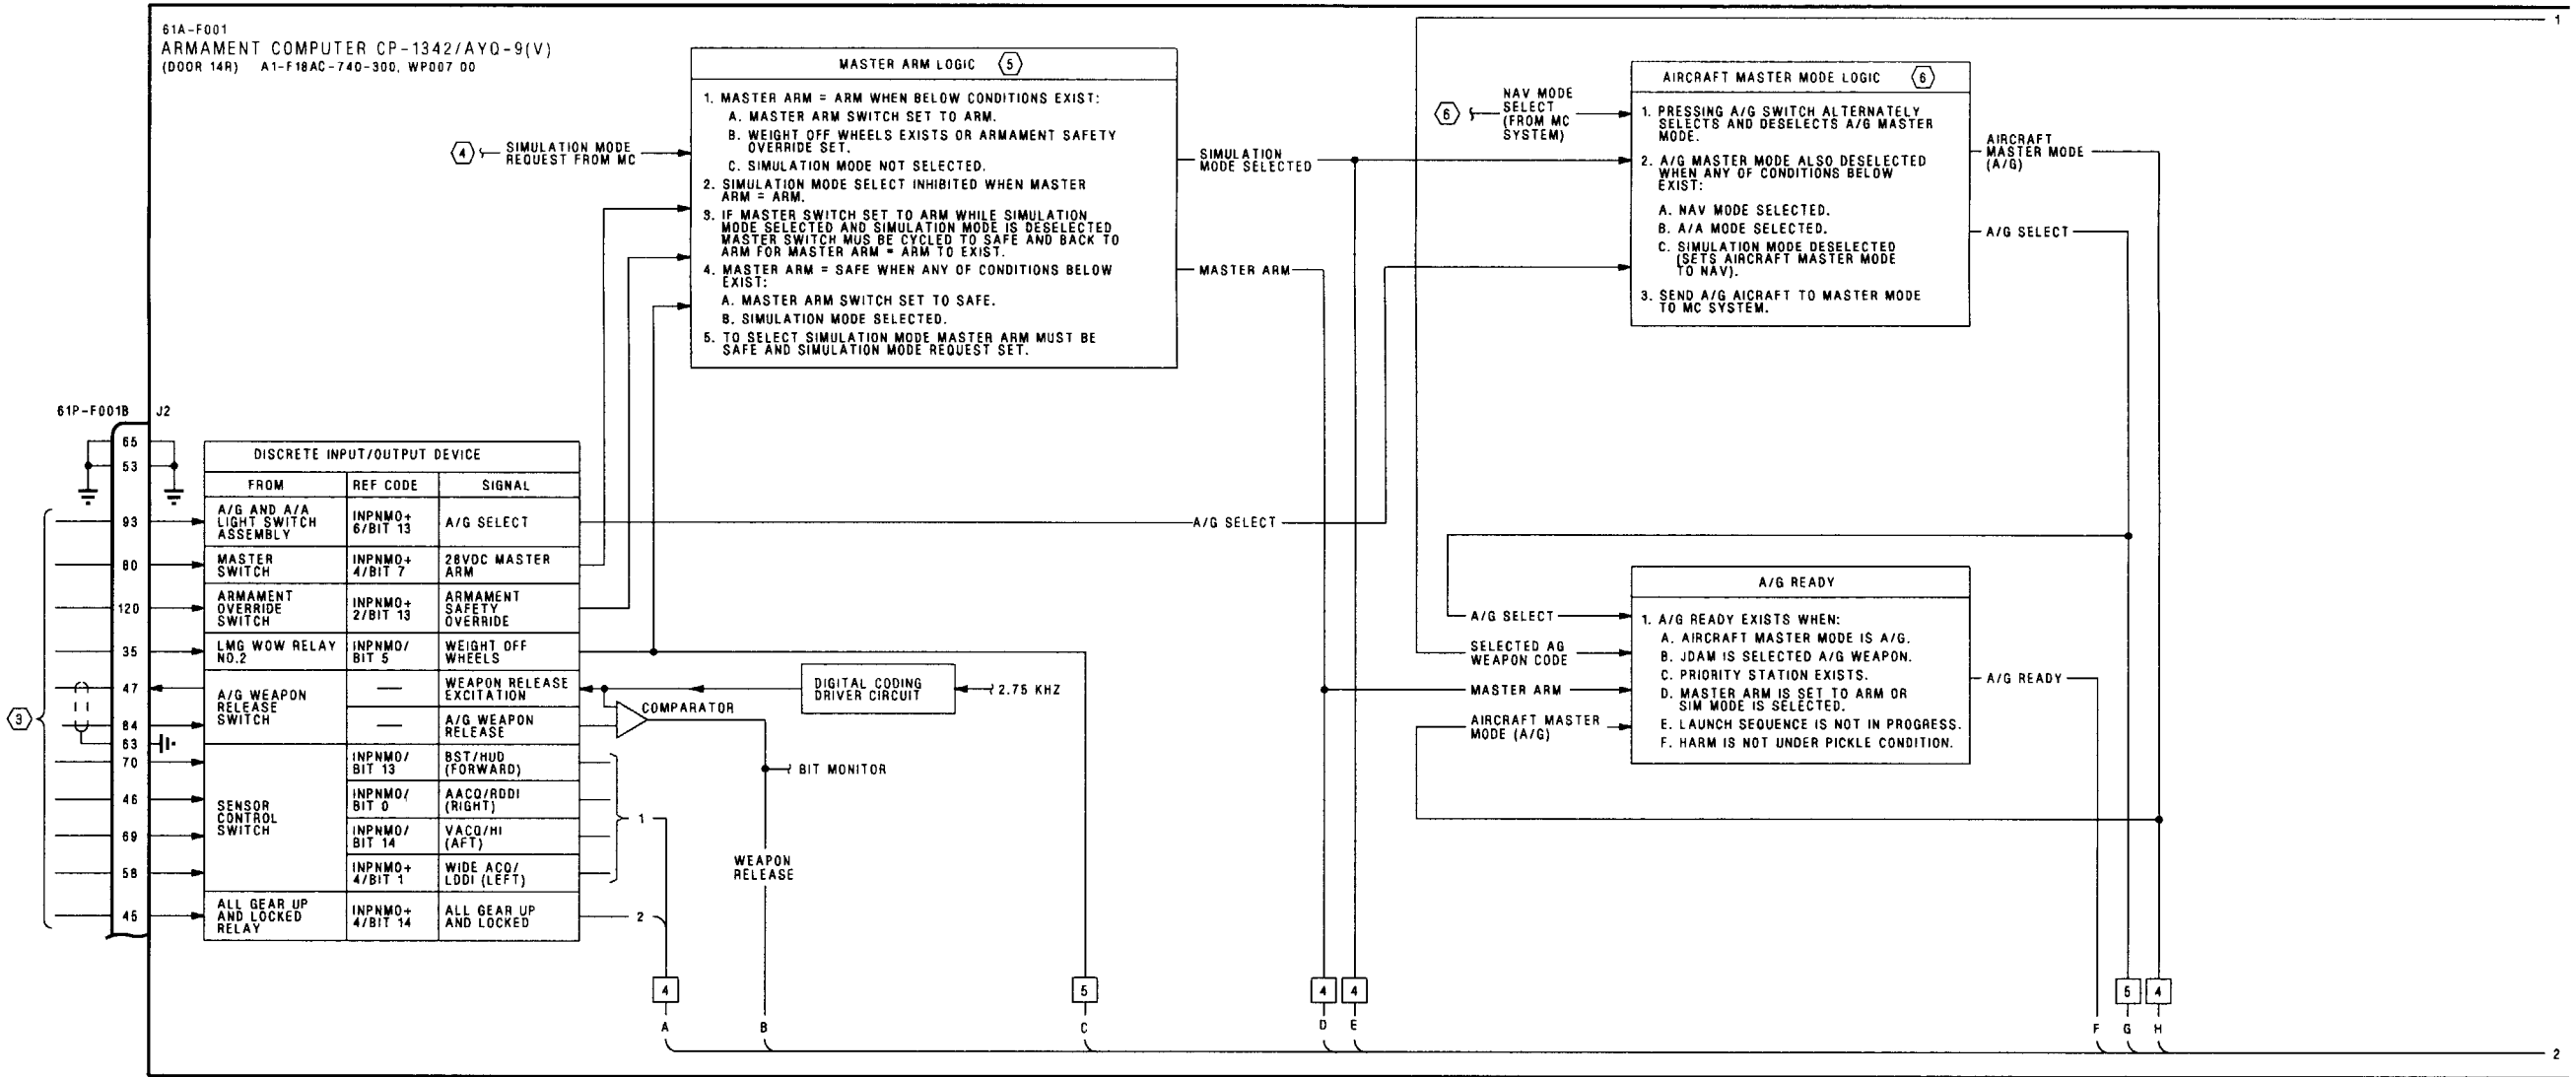 61A-F001
ARMAMENT COMPUTER CP-1342/AYQ-9(V)
(DOOR 14R) A1-F18AC-740-300, WP007 00
1
MASTER ARM LOGIC 5
1. MASTER ARM = ARM WHEN BELOW CONDITIONS EXIST:
A. MASTER ARM SWITCH SET TO ARM.
B. WEIGHT OFF WHEELS EXISTS OR ARMAMENT SAFETY
OVERRIDE SET.
C. SIMULATION MODE NOT SELECTED.
2. SIMULATION MODE SELECT INHIBITED WHEN MASTER
ARM = ARM.
3. IF MASTER SWITCH SET TO ARM WHILE SIMULATION
MODE SELECTED AND SIMULATION MODE IS DESELECTED
MASTER SWITCH MUS BE CYCLED TO SAFE AND BACK TO
ARM FOR MASTER ARM = ARM TO EXIST.
4. MASTER ARM = SAFE WHEN ANY OF CONDITIONS BELOW
EXIST:
A. MASTER ARM SWITCH SET TO SAFE.
B. SIMULATION MODE SELECTED.
5. TO SELECT SIMULATION MODE MASTER ARM MUST BE
SAFE AND SIMULATION MODE REQUEST SET.
4
SIMULATION MODE
REQUEST FROM MC
SIMULATION
MODE SELECTED
MASTER ARM
6
NAV MODE
SELECT
(FROM MC
SYSTEM)
AIRCRAFT MASTER MODE LOGIC 6
1. PRESSING A/G SWITCH ALTERNATELY
SELECTS AND DESELECTS A/G MASTER
MODE.
2. A/G MASTER MODE ALSO DESELECTED
WHEN ANY OF CONDITIONS BELOW
EXIST:
A. NAV MODE SELECTED.
B. A/A MODE SELECTED.
C. SIMULATION MODE DESELECTED
(SETS AIRCRAFT MASTER MODE
TO NAV).
3. SEND A/G AICRAFT TO MASTER MODE
TO MC SYSTEM.
AIRCRAFT
MASTER MODE
(A/G)
A/G SELECT
61P-F001B J2
65
53
93
80
120
35
47
84
63
70
46
69
58
45
3
DISCRETE INPUT/OUTPUT DEVICE
FROM REF CODE SIGNAL
A/G AND A/A
LIGHT SWITCH
ASSEMBLY
INPNMO+
6/BIT 13
A/G SELECT
MASTER
SWITCH
INPNMO+
4/BIT 7
28VDC MASTER
ARM
ARMAMENT
OVERRIDE
SWITCH
INPNMO+
2/BIT 13
ARMAMENT
SAFETY
OVERRIDE
LMG WOW RELAY
NO.2
INPNMO/
BIT 5
WEIGHT OFF
WHEELS
A/G WEAPON
RELEASE
SWITCH
—
WEAPON RELEASE
EXCITATION
—
A/G WEAPON
RELEASE
SENSOR
CONTROL
SWITCH
INPNMO/
BIT 13
BST/HUD
(FORWARD)
INPNMO/
BIT 0
AACQ/RDDI
(RIGHT)
INPNMO/
BIT 14
VACQ/HI
(AFT)
INPNMO+
4/BIT 1
WIDE ACQ/
LDDI (LEFT)
ALL GEAR UP
AND LOCKED
RELAY
INPNMO+
4/BIT 14
ALL GEAR UP
AND LOCKED
1
2
A/G SELECT
COMPARATOR
DIGITAL CODING
DRIVER CIRCUIT
2.75 KHZ
BIT MONITOR
WEAPON
RELEASE
A/G SELECT
SELECTED AG
WEAPON CODE
MASTER ARM
AIRCRAFT MASTER
MODE (A/G)
A/G READY
1. A/G READY EXISTS WHEN:
A. AIRCRAFT MASTER MODE IS A/G.
B. JDAM IS SELECTED A/G WEAPON.
C. PRIORITY STATION EXISTS.
D. MASTER ARM IS SET TO ARM OR
SIM MODE IS SELECTED.
E. LAUNCH SEQUENCE IS NOT IN PROGRESS.
F. HARM IS NOT UNDER PICKLE CONDITION.
A/G READY
4 5 4 4 5 4
A B C D E F G H
2